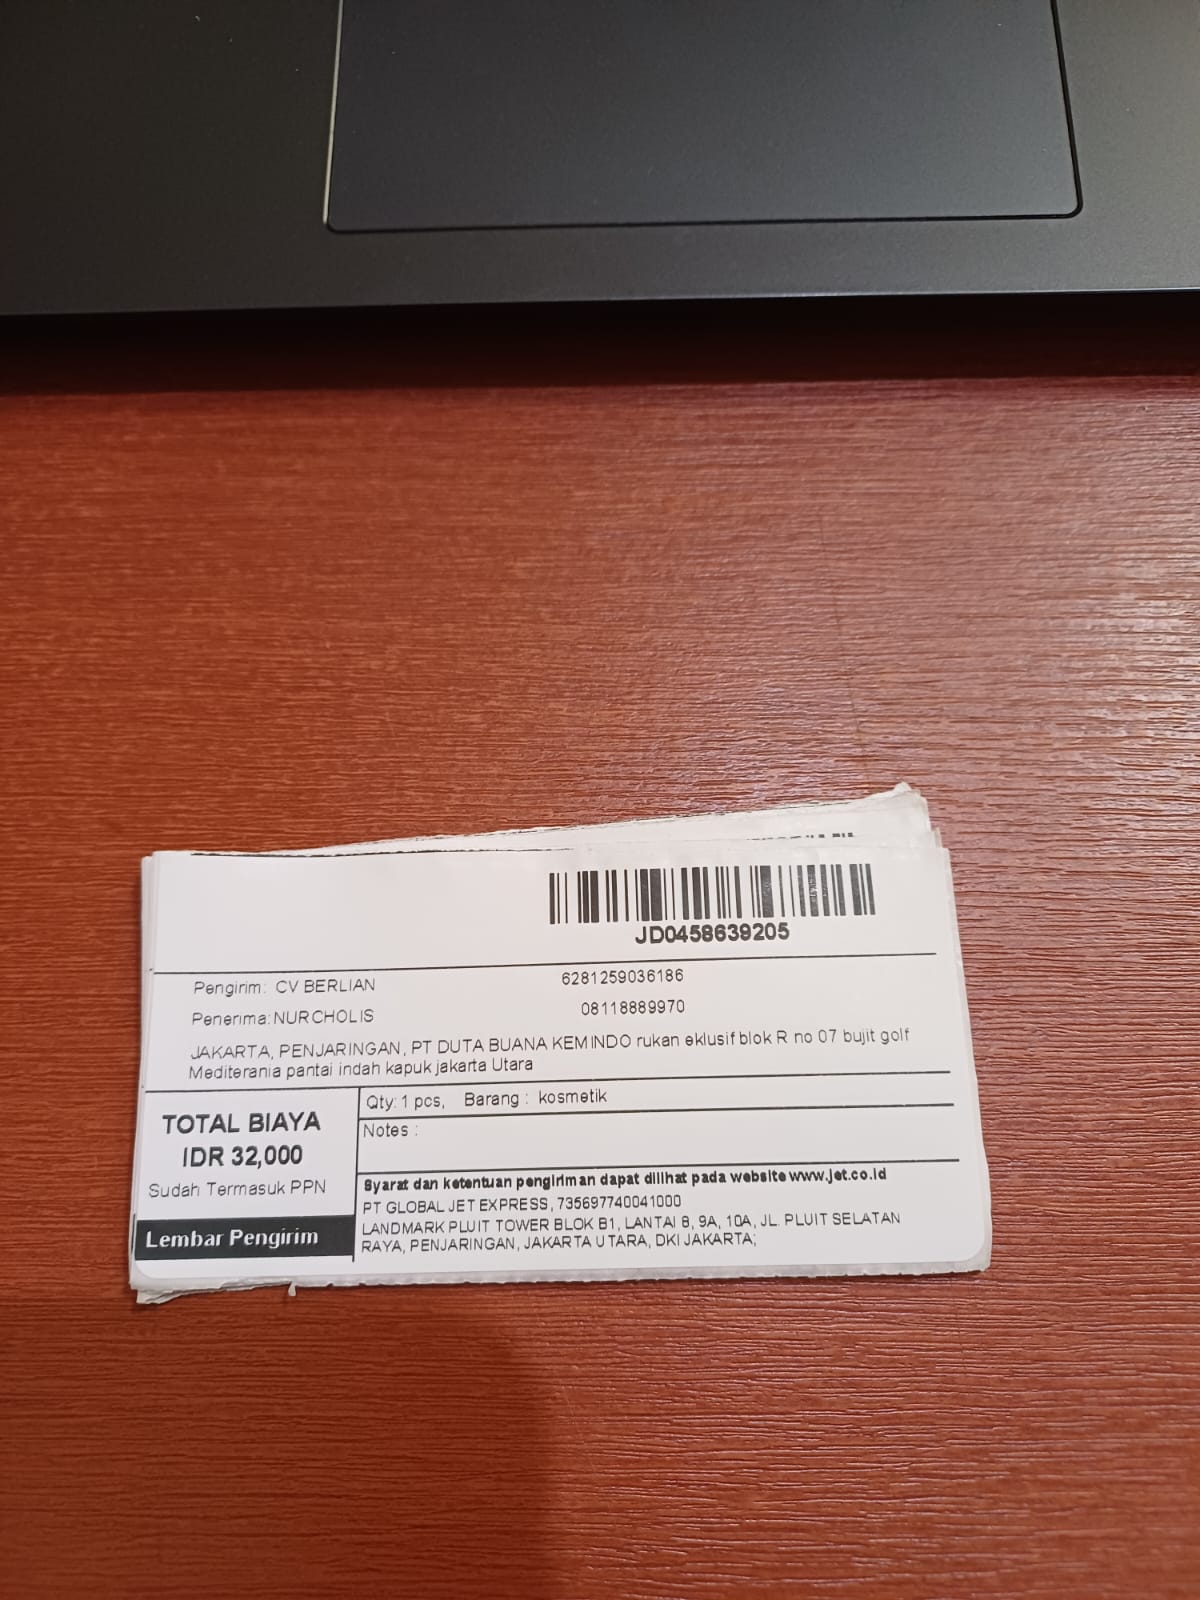 JD0458639205
Pengirim: CV BERLIAN 6281259036186
Penerima:NURCHOLIS 08118889970
JAKARTA, PENJARINGAN, PT DUTA BUANA KEMINDO rukan eklusif blok R no 07 bujit golf
Mediterania pantai indah kapuk jakarta Utara
TOTAL BIAYA
IDR 32,000
Sudah Termasuk PPN
Lembar Pengirim
Qty: 1 pcs, Barang : kosmetik
Notes :
Syarat dan ketentuan pengiriman dapat dilihat pada website www.jet.co.id
PT GLOBAL JET EXPRESS, 735697740041000
LANDMARK PLUIT TOWER BLOK B1, LANTAI 8, 9A, 10A, JL. PLUIT SELATAN
RAYA, PENJARINGAN, JAKARTA UTARA, DKI JAKARTA;